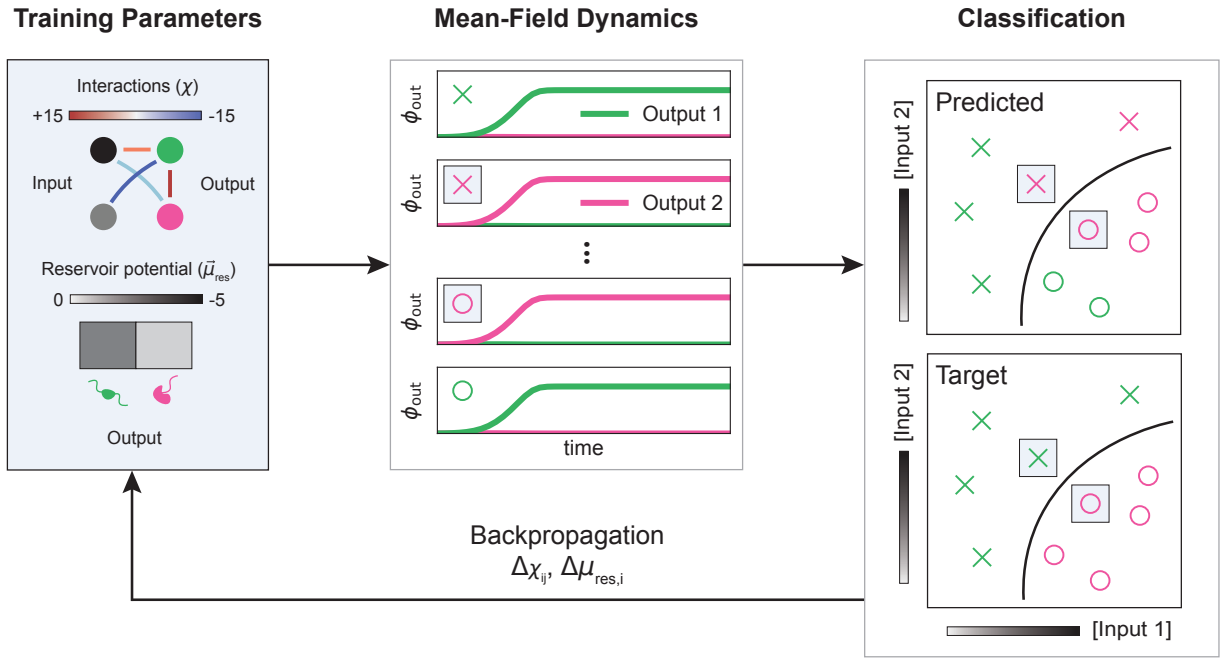 Training Parameters
Interactions (χ)
+15 -15
Input Output
Reservoir potential (μ⃗res)
0 -5
Output
Mean-Field Dynamics
ϕout
Output 1
ϕout
Output 2
⋮
ϕout
ϕout
time
Classification
Predicted
[Input 2]
Target
[Input 2]
[Input 1]
Backpropagation
Δχij, Δμres,i